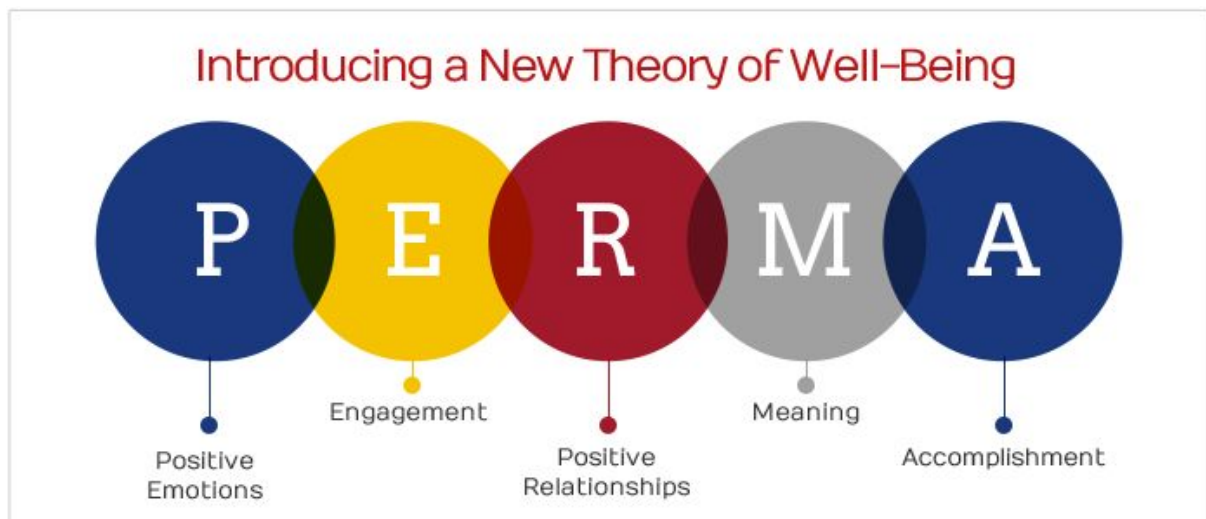 Introducing a New Theory of Well-Being
P E R M A
Positive
Emotions
Engagement
Positive
Relationships
Meaning
Accomplishment